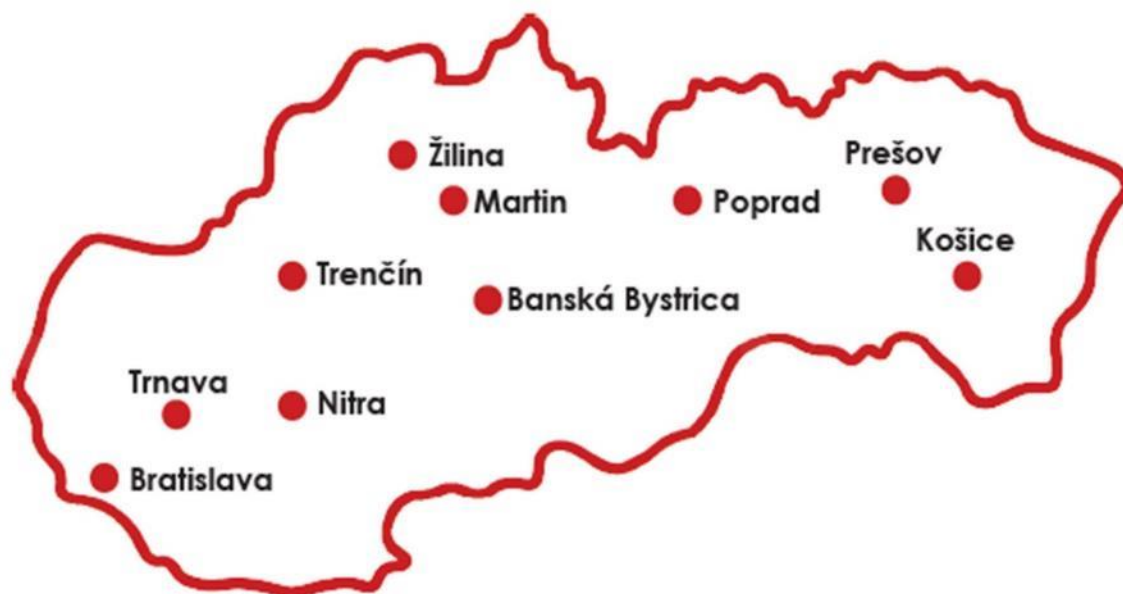 Žilina
Prešov
Martin
Poprad
Košice
Trenčín
Banská Bystrica
Trnava
Nitra
Bratislava